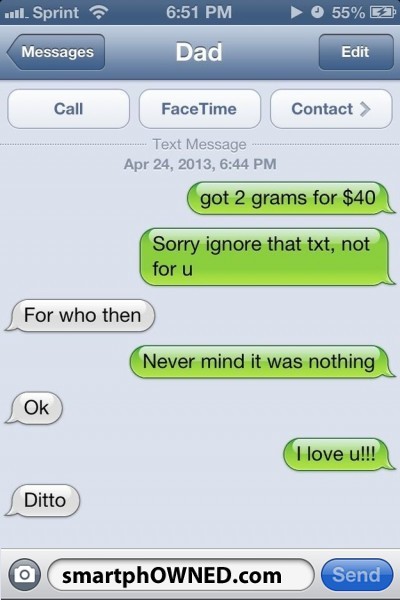 Sprint 6:51 PM 55%
Messages Dad Edit
Call FaceTime Contact
Text Message
Apr 24, 2013, 6:44 PM
got 2 grams for $40
Sorry ignore that txt, not
for u
For who then
Never mind it was nothing
Ok
I love u!!!
Ditto
smartphOWNED.com Send